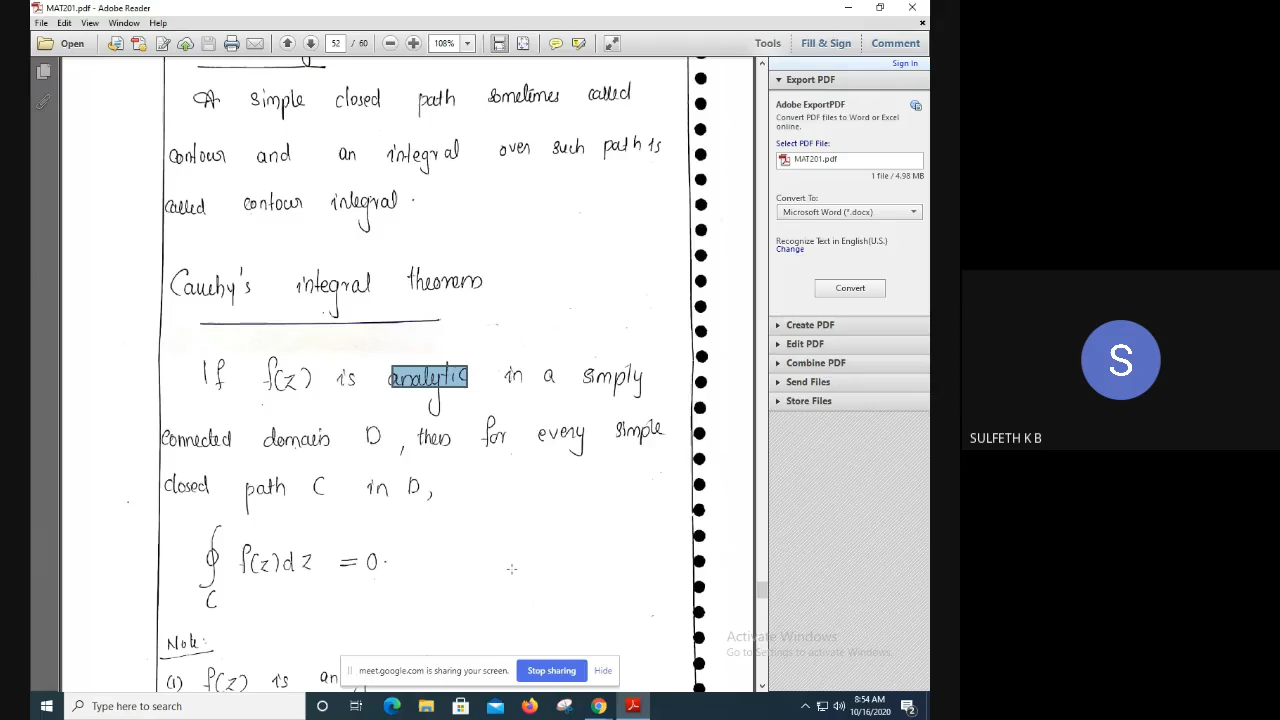 MAT201.pdf - Adobe Reader
File Edit View Window Help
Open 52 / 60 108% Tools Fill & Sign Comment
Sign In
Export PDF
Adobe ExportPDF
Convert PDF files to Word or Excel
online.
Select PDF File:
MAT201.pdf
1 file / 4.98 MB
Convert To:
Microsoft Word (*.docx)
Recognize Text in English(U.S.)
Change
Convert
Create PDF
Edit PDF
Combine PDF
Send Files
Store Files
A simple closed path sometimes called
contour and an integral over such path is
called contour integral.
Cauchy's integral theorem
If f(z) is analytic in a simply
connected domain D, then for every simple
closed path C in D,
∮ f(z)dz = 0.
C
Note:
(1) f(z) is
meet.google.com is sharing your screen. Stop sharing Hide
Activate Windows
Go to Settings to activate Windows.
Type here to search
8:54 AM
10/16/2020
2
S
SULFETH K B